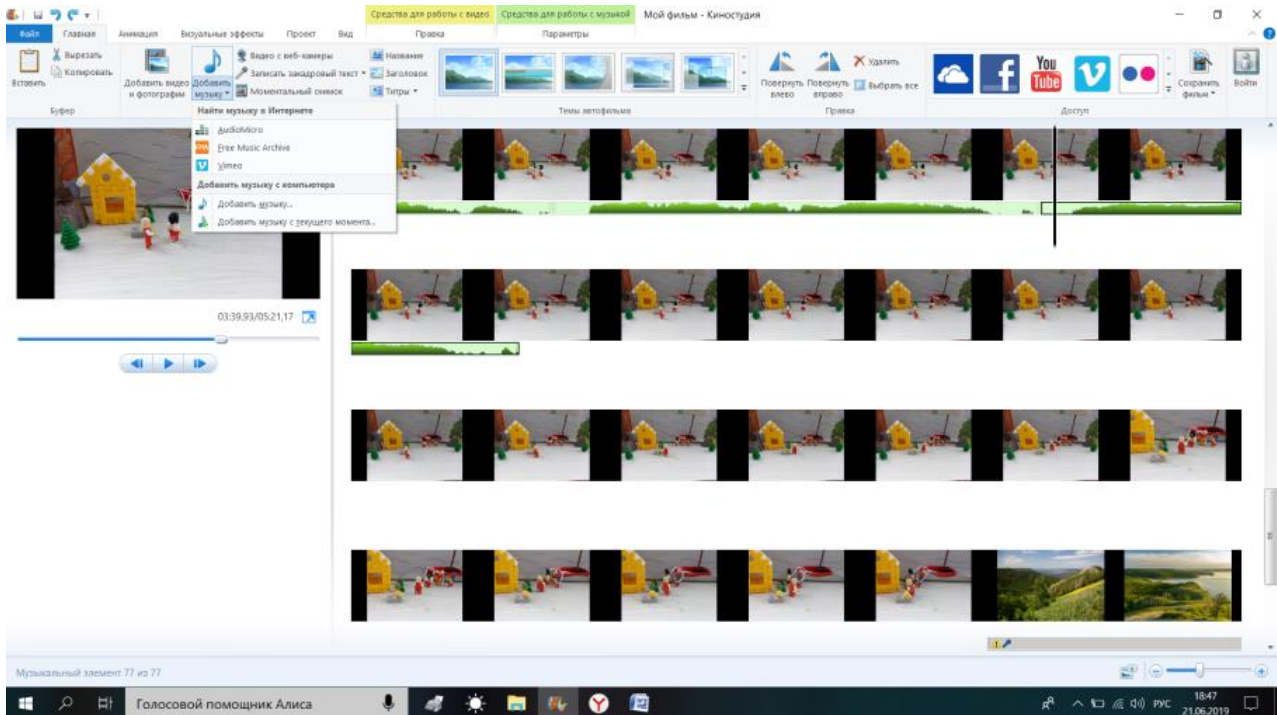 Средства для работы с видео Средства для работы с музыкой Мой фильм - Киностудия
Файл Главная Анимация Визуальные эффекты Проект Вид Правка Параметры
Вставить
Вырезать
Копировать
Буфер
Добавить видео и фотографии
Добавить музыку
Видео с веб-камеры
Записать закадровый текст
Моментальный снимок
Название
Заголовок
Титры
Темы автофильма
Повернуть влево
Повернуть вправо
Удалить
Выбрать все
Правка
f
You Tube
Доступ
Сохранить фильм
Войти
Найти музыку в Интернете
AudioMicro
FMA Free Music Archive
Vimeo
Добавить музыку с компьютера
Добавить музыку...
Добавить музыку с текущего момента...
03:39,93/05:21,17
Музыкальный элемент 77 из 77
Голосовой помощник Алиса
РУС
18:47
21.06.2019